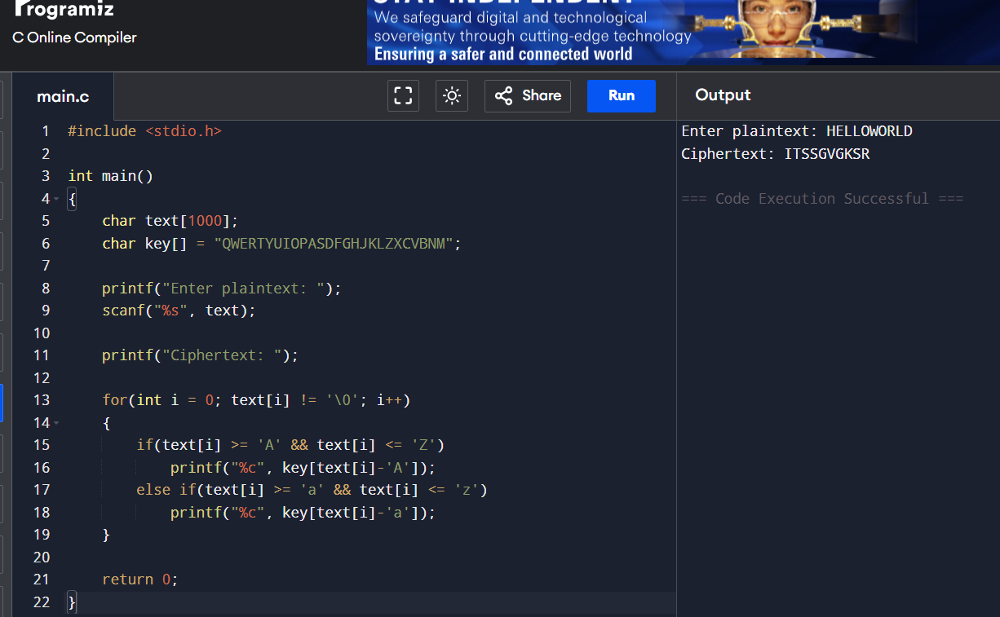 Programiz
C Online Compiler
STAY INDEPENDENT
We safeguard digital and technological
sovereignty through cutting-edge technology
Ensuring a safer and connected world
main.c
Share
Run
Output
1 #include <stdio.h>
2
3 int main()
4 {
5     char text[1000];
6     char key[] = "QWERTYUIOPASDFGHJKLZXCVBNM";
7
8     printf("Enter plaintext: ");
9     scanf("%s", text);
10
11     printf("Ciphertext: ");
12
13     for(int i = 0; text[i] != '\0'; i++)
14     {
15         if(text[i] >= 'A' && text[i] <= 'Z')
16             printf("%c", key[text[i]-'A']);
17         else if(text[i] >= 'a' && text[i] <= 'z')
18             printf("%c", key[text[i]-'a']);
19     }
20
21     return 0;
22 }
Enter plaintext: HELLOWORLD
Ciphertext: ITSSGVGKSR
=== Code Execution Successful ===